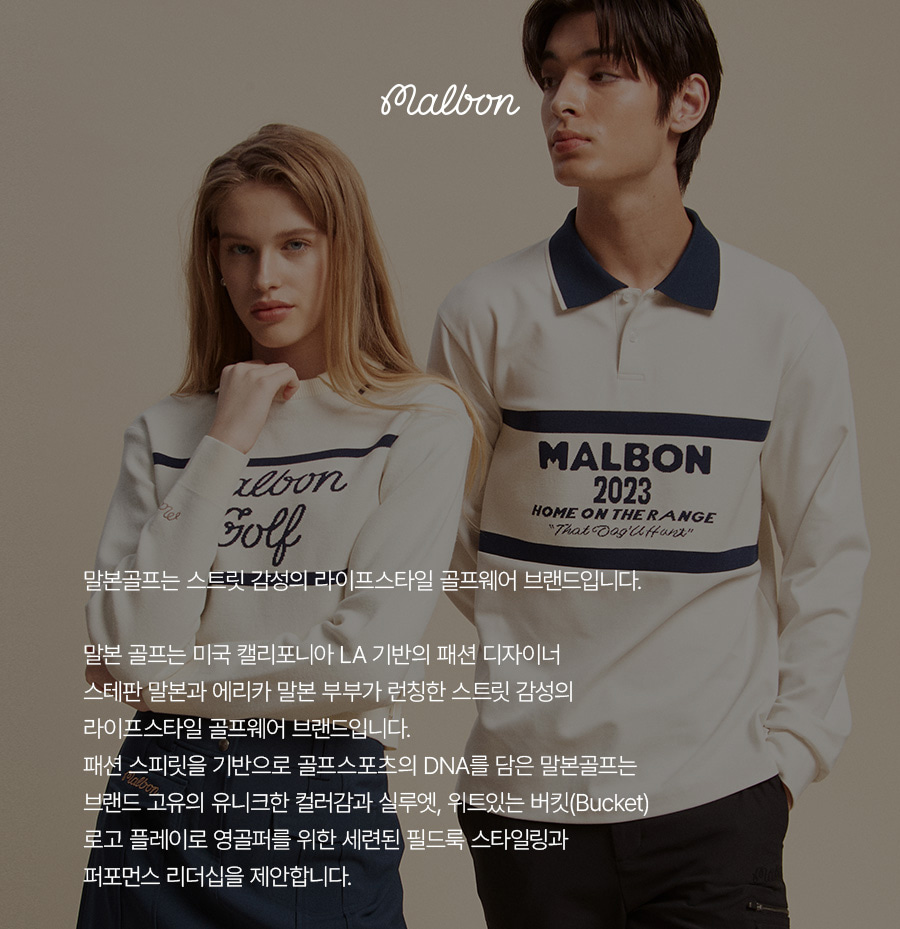 Malbon
MALBON
2023
HOME ON THE RANGE
"That Dog'll Hunt"
albon
Golf
말본골프는 스트릿 감성의 라이프스타일 골프웨어 브랜드입니다.
말본 골프는 미국 캘리포니아 LA 기반의 패션 디자이너
스테판 말본과 에리카 말본 부부가 런칭한 스트릿 감성의
라이프스타일 골프웨어 브랜드입니다.
패션 스피릿을 기반으로 골프스포츠의 DNA를 담은 말본골프는
Malbon
브랜드 고유의 유니크한 컬러감과 실루엣, 위트있는 버킷(Bucket)
로고 플레이로 영골퍼를 위한 세련된 필드룩 스타일링과
퍼포먼스 리더십을 제안합니다.